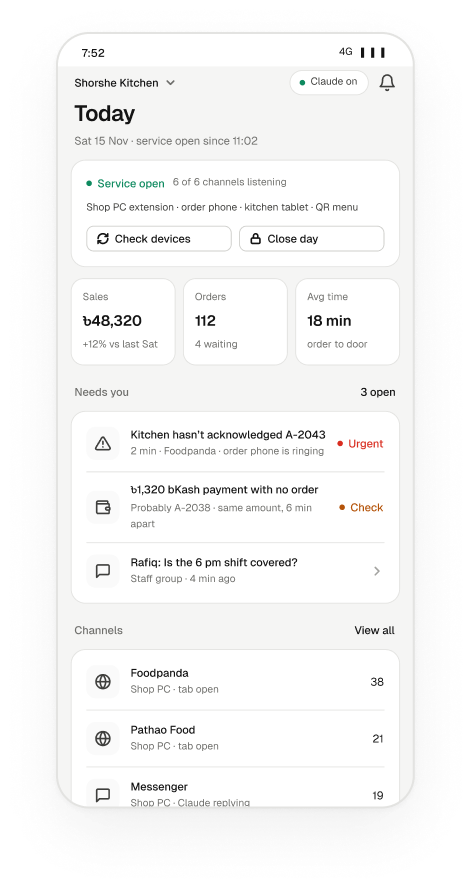 7:52 4G
Shorshe Kitchen Claude on
Today
Sat 15 Nov · service open since 11:02
Service open 6 of 6 channels listening
Shop PC extension · order phone · kitchen tablet · QR menu
Check devices Close day
Sales Orders Avg time
৳48,320 112 18 min
+12% vs last Sat 4 waiting order to door
Needs you 3 open
Kitchen hasn’t acknowledged A-2043
2 min · Foodpanda · order phone is ringing
Urgent
৳1,320 bKash payment with no order
Probably A-2038 · same amount, 6 min
apart
Check
Rafiq: Is the 6 pm shift covered?
Staff group · 4 min ago
Channels View all
Foodpanda
Shop PC · tab open
38
Pathao Food
Shop PC · tab open
21
Messenger
Shop PC · Claude replying
19